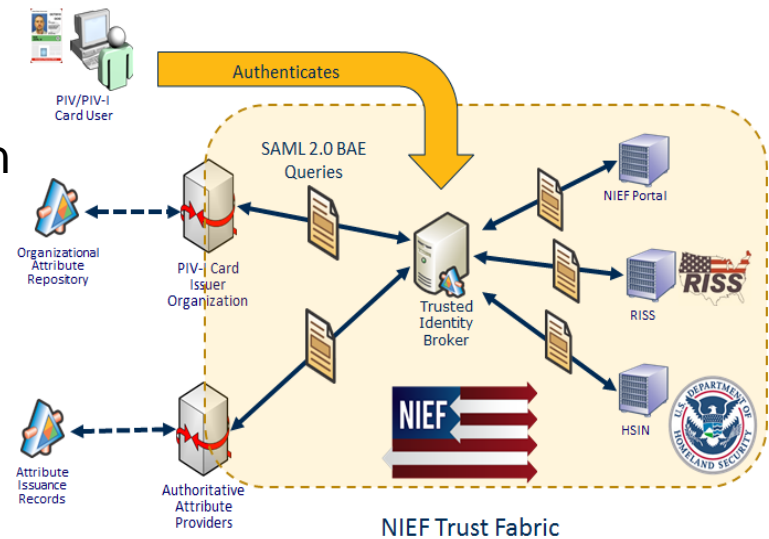 PIV/PIV-I
Card User
Authenticates
n
SAML 2.0 BAE
Queries
NIEF Portal
Organizational
Attribute
Repository
PIV-I Card
Issuer
Organization
Trusted
Identity
Broker
RISS
RISS
NIEF
HSIN
U.S. DEPARTMENT OF
HOMELAND SECURITY
Attribute
Issuance
Records
Authoritative
Attribute
Providers
NIEF Trust Fabric